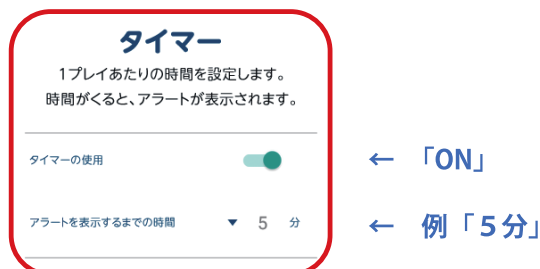 タイマー
1プレイあたりの時間を設定します。
時間がくると、アラートが表示されます。
タイマーの使用 ← 「ON」
アラートを表示するまでの時間 ▼ 5 分 ← 例「５分」